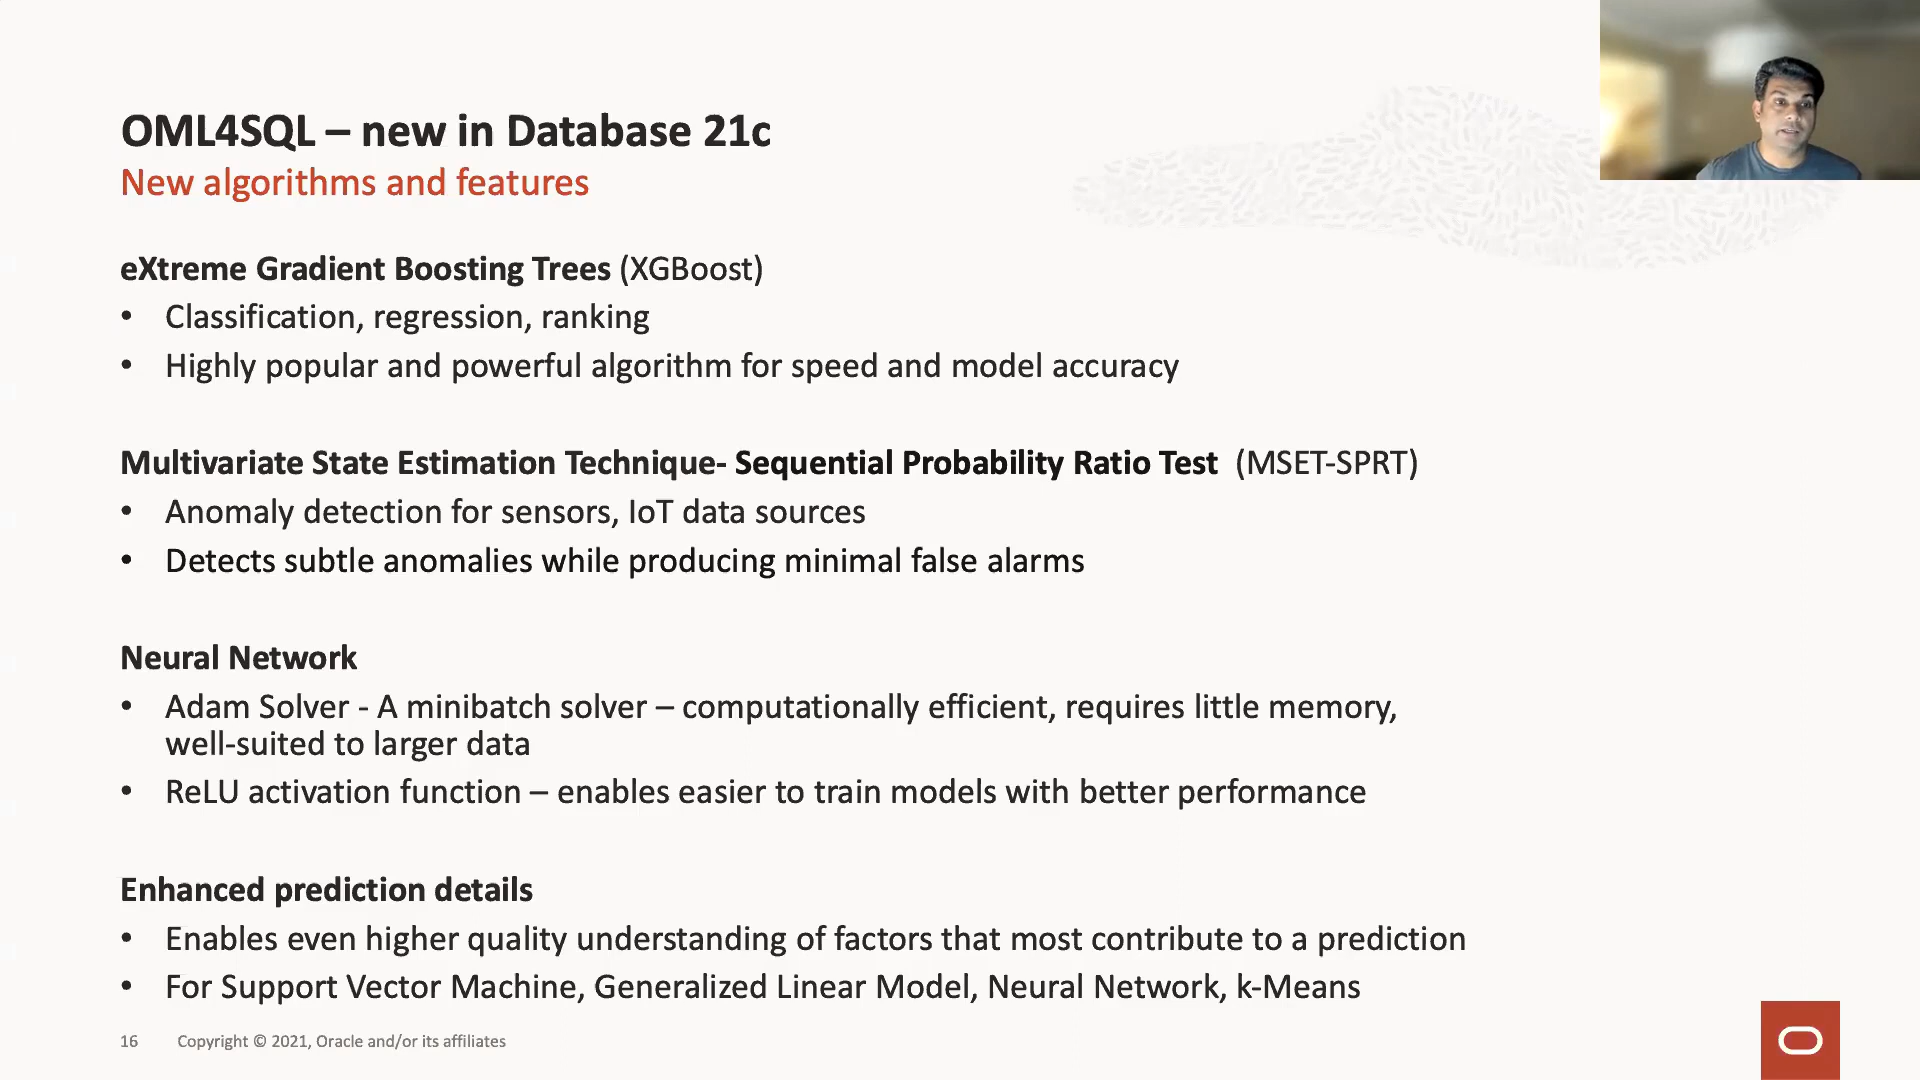 OML4SQL – new in Database 21c
New algorithms and features
eXtreme Gradient Boosting Trees (XGBoost)
• Classification, regression, ranking
• Highly popular and powerful algorithm for speed and model accuracy
Multivariate State Estimation Technique- Sequential Probability Ratio Test (MSET-SPRT)
• Anomaly detection for sensors, IoT data sources
• Detects subtle anomalies while producing minimal false alarms
Neural Network
• Adam Solver - A minibatch solver – computationally efficient, requires little memory,
well-suited to larger data
• ReLU activation function – enables easier to train models with better performance
Enhanced prediction details
• Enables even higher quality understanding of factors that most contribute to a prediction
• For Support Vector Machine, Generalized Linear Model, Neural Network, k-Means
16 Copyright © 2021, Oracle and/or its affiliates